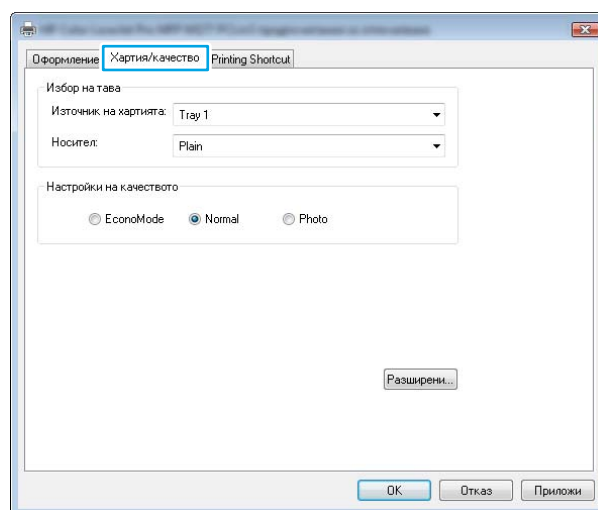 Оформление Хартия/качество Printing Shortcut
Избор на тава
Източник на хартията: Tray 1
Носител: Plain
Настройки на качеството
EconoMode Normal Photo
Разширени...
OK Отказ Приложи